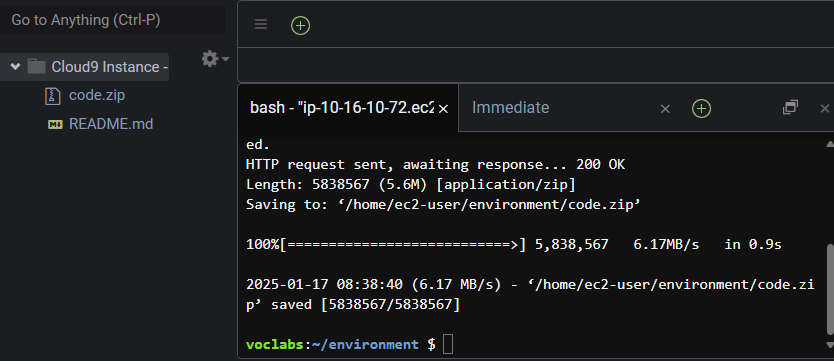 Go to Anything (Ctrl-P)
Cloud9 Instance -
code.zip
README.md
bash - "ip-10-16-10-72.ec2
Immediate
ed.
HTTP request sent, awaiting response... 200 OK
Length: 5838567 (5.6M) [application/zip]
Saving to: ‘/home/ec2-user/environment/code.zip’
100%[===========================>] 5,838,567   6.17MB/s   in 0.9s
2025-01-17 08:38:40 (6.17 MB/s) - ‘/home/ec2-user/environment/code.zi
p’ saved [5838567/5838567]
voclabs:~/environment $